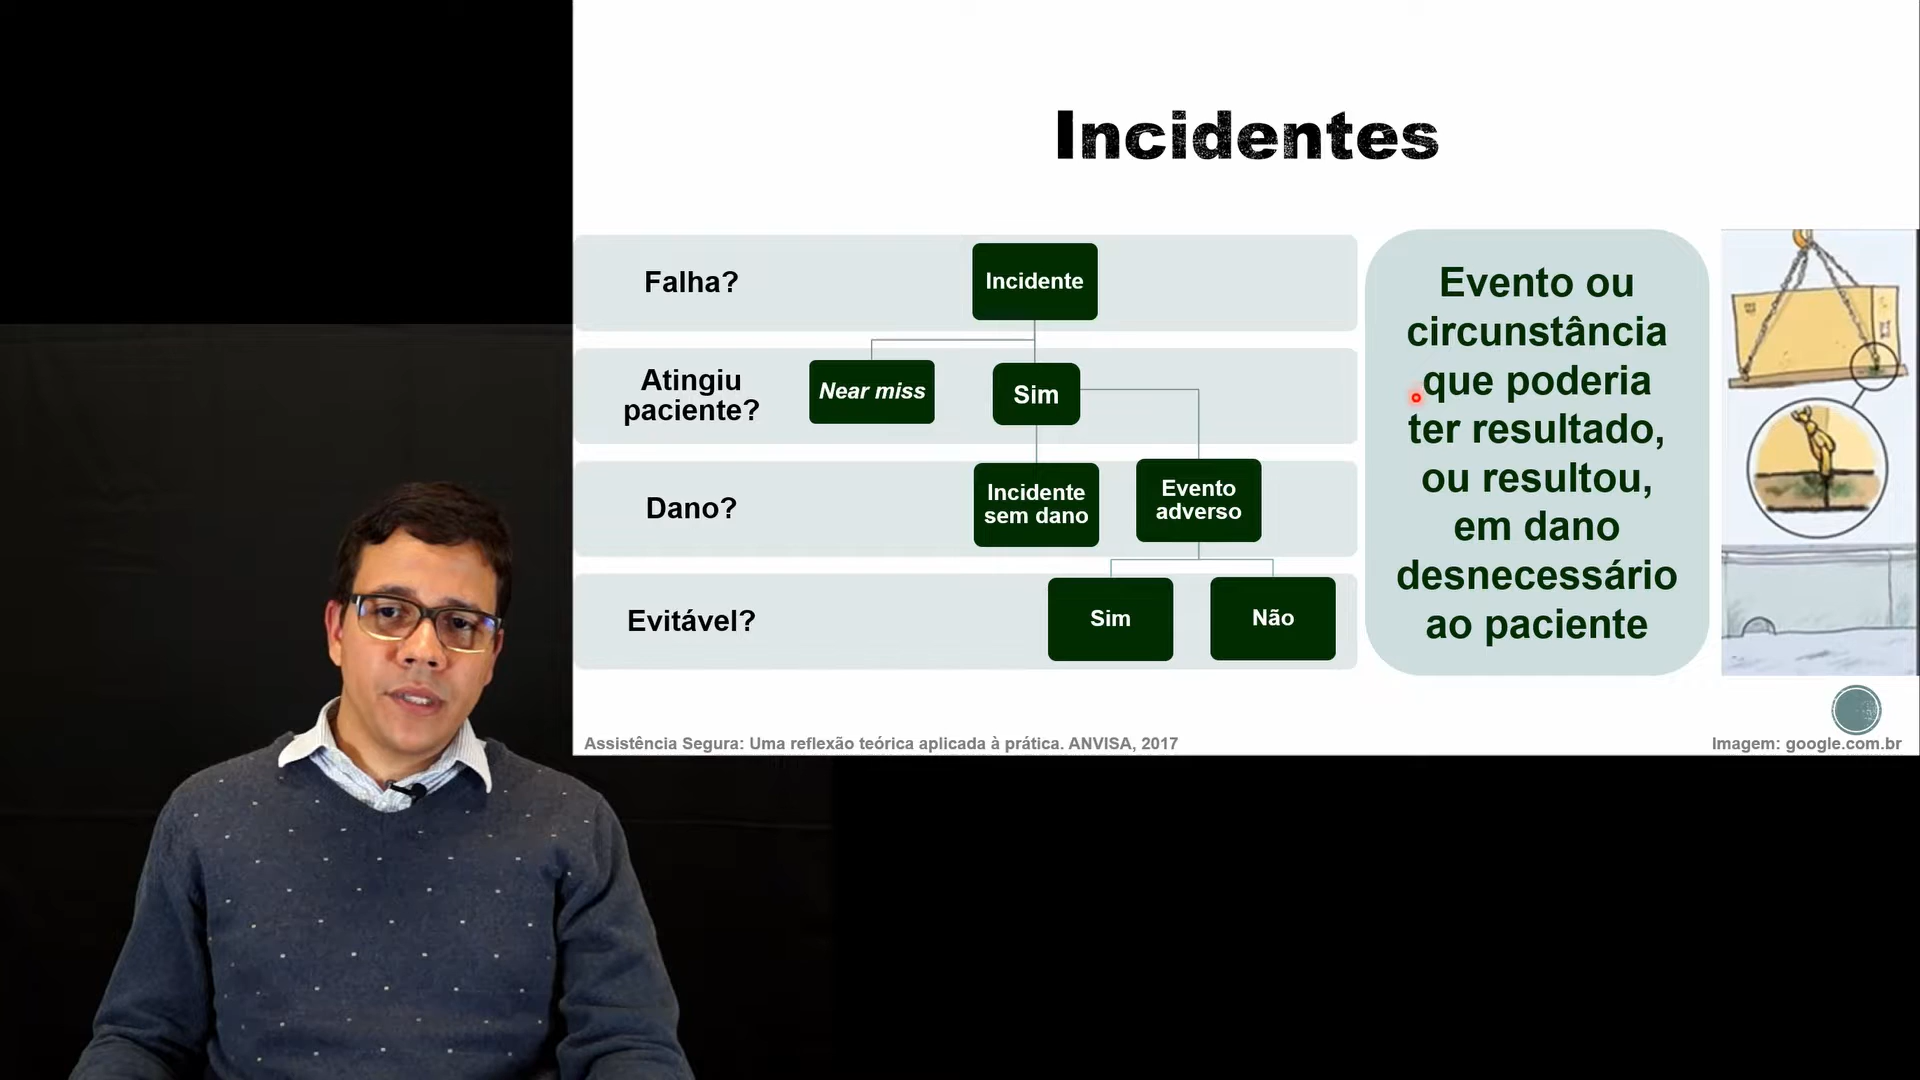 Incidentes
Falha?
Incidente
Atingiu
paciente?
Near miss
Sim
Dano?
Incidente
sem dano
Evento
adverso
Evitável?
Sim
Não
Evento ou
circunstância
que poderia
ter resultado,
ou resultou,
em dano
desnecessário
ao paciente
Assistência Segura: Uma reflexão teórica aplicada à prática. ANVISA, 2017
Imagem: google.com.br